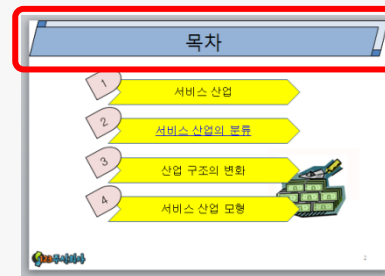 목차
1
서비스 산업
2
서비스 산업의 분류
3
산업 구조의 변화
4
서비스 산업 모형
2